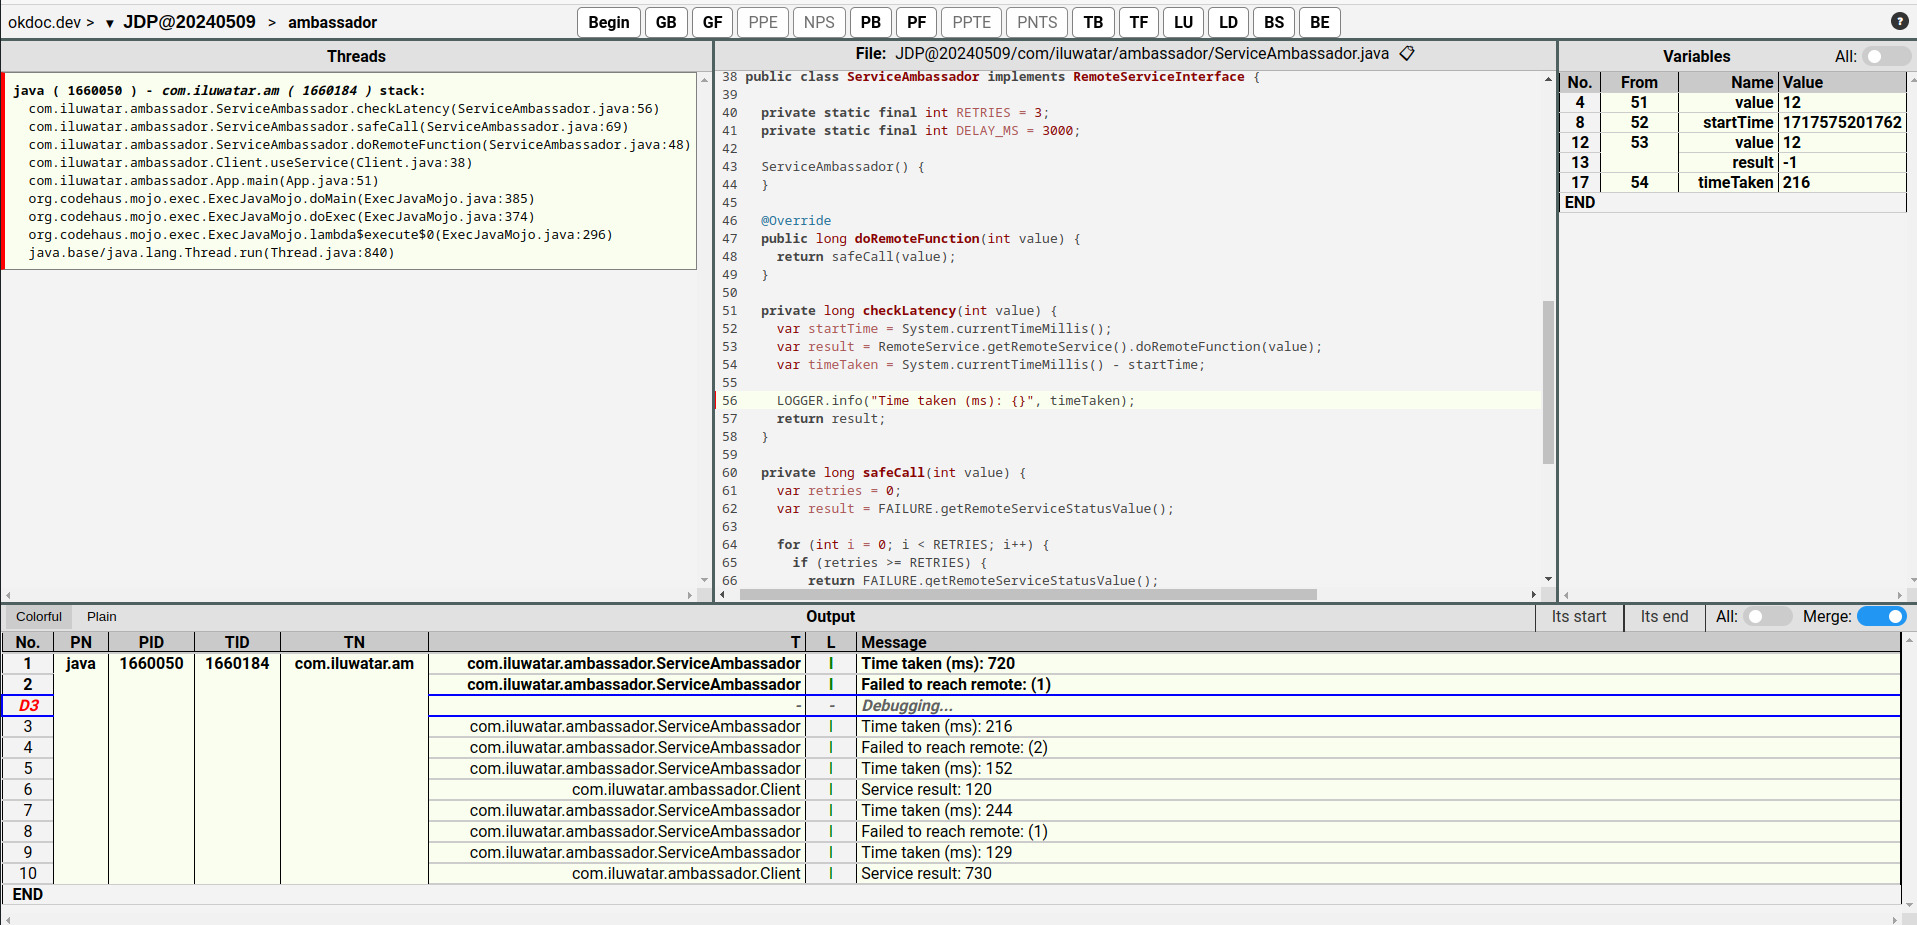 okdoc.dev > ▼ JDP@20240509 > ambassador Begin GB GF PPE NPS PB PF PPTE PNTS TB TF LU LD BS BE ?
Threads
java ( 1660050 ) - com.iluwatar.am ( 1660184 ) stack:
com.iluwatar.ambassador.ServiceAmbassador.checkLatency(ServiceAmbassador.java:56)
com.iluwatar.ambassador.ServiceAmbassador.safeCall(ServiceAmbassador.java:69)
com.iluwatar.ambassador.ServiceAmbassador.doRemoteFunction(ServiceAmbassador.java:48)
com.iluwatar.ambassador.Client.useService(Client.java:38)
com.iluwatar.ambassador.App.main(App.java:51)
org.codehaus.mojo.exec.ExecJavaMojo.doMain(ExecJavaMojo.java:385)
org.codehaus.mojo.exec.ExecJavaMojo.doExec(ExecJavaMojo.java:374)
org.codehaus.mojo.exec.ExecJavaMojo.lambda$execute$0(ExecJavaMojo.java:296)
java.base/java.lang.Thread.run(Thread.java:840)
File: JDP@20240509/com/iluwatar/ambassador/ServiceAmbassador.java
38 public class ServiceAmbassador implements RemoteServiceInterface {
39
40 private static final int RETRIES = 3;
41 private static final int DELAY_MS = 3000;
42
43 ServiceAmbassador() {
44 }
45
46 @Override
47 public long doRemoteFunction(int value) {
48 return safeCall(value);
49 }
50
51 private long checkLatency(int value) {
52 var startTime = System.currentTimeMillis();
53 var result = RemoteService.getRemoteService().doRemoteFunction(value);
54 var timeTaken = System.currentTimeMillis() - startTime;
55
56 LOGGER.info("Time taken (ms): {}", timeTaken);
57 return result;
58 }
59
60 private long safeCall(int value) {
61 var retries = 0;
62 var result = FAILURE.getRemoteServiceStatusValue();
63
64 for (int i = 0; i < RETRIES; i++) {
65 if (retries >= RETRIES) {
66 return FAILURE.getRemoteServiceStatusValue();
Variables All:
No. From Name Value
4 51 value 12
8 52 startTime 1717575201762
12 53 value 12
13 result -1
17 54 timeTaken 216
END
Colorful Plain Output Its start Its end All: Merge:
No. PN PID TID TN T L Message
1 java 1660050 1660184 com.iluwatar.am com.iluwatar.ambassador.ServiceAmbassador I Time taken (ms): 720
2 com.iluwatar.ambassador.ServiceAmbassador I Failed to reach remote: (1)
D3 - - Debugging...
3 com.iluwatar.ambassador.ServiceAmbassador I Time taken (ms): 216
4 com.iluwatar.ambassador.ServiceAmbassador I Failed to reach remote: (2)
5 com.iluwatar.ambassador.ServiceAmbassador I Time taken (ms): 152
6 com.iluwatar.ambassador.Client I Service result: 120
7 com.iluwatar.ambassador.ServiceAmbassador I Time taken (ms): 244
8 com.iluwatar.ambassador.ServiceAmbassador I Failed to reach remote: (1)
9 com.iluwatar.ambassador.ServiceAmbassador I Time taken (ms): 129
10 com.iluwatar.ambassador.Client I Service result: 730
END